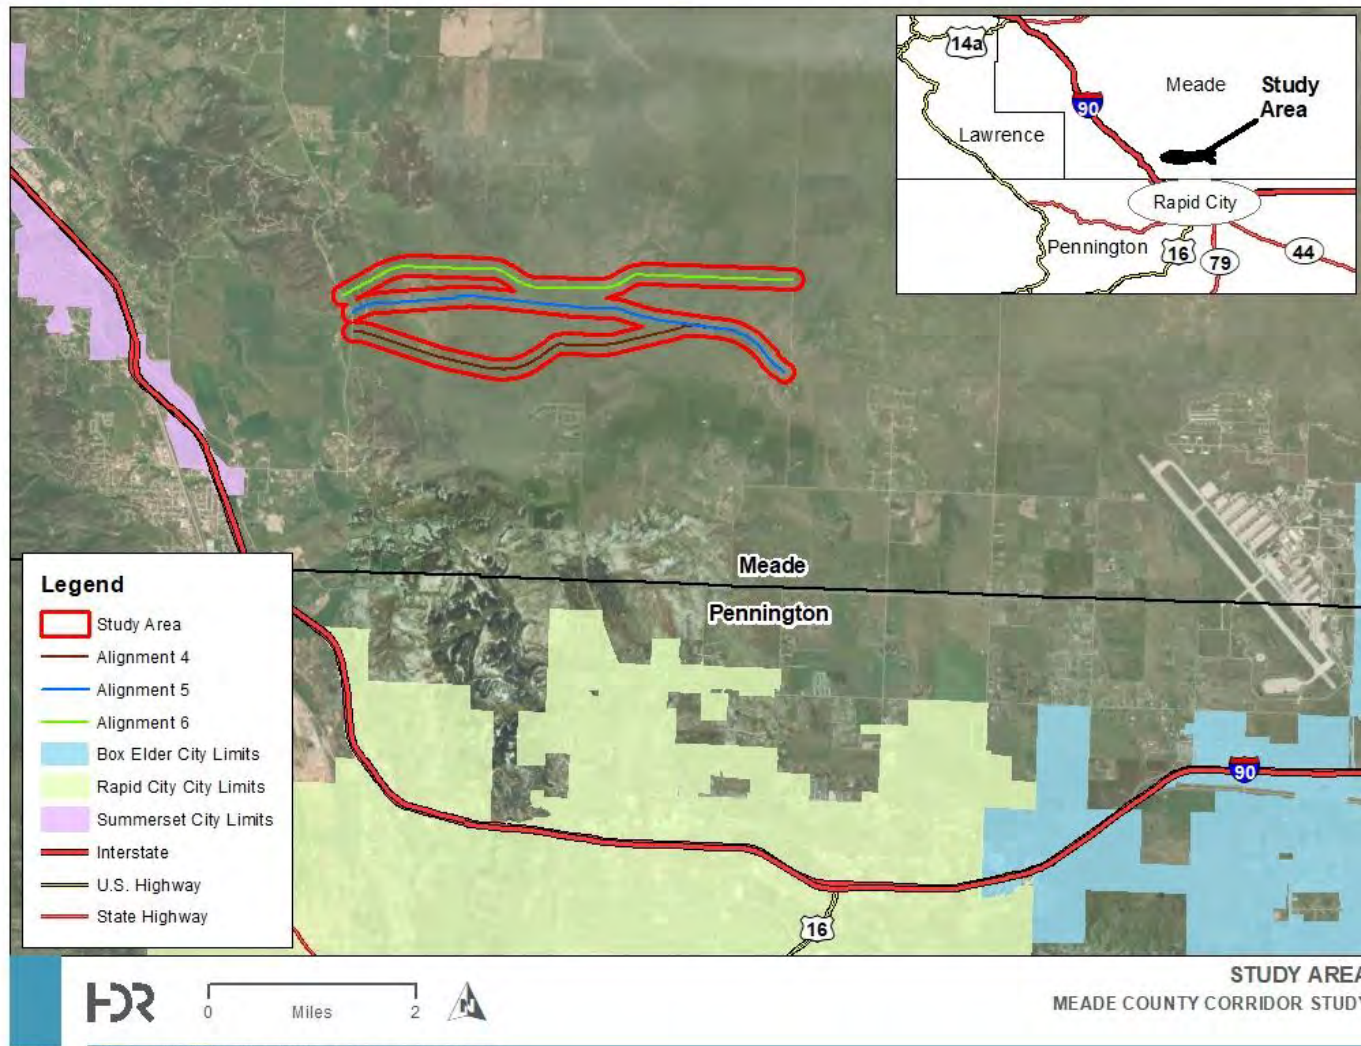 14a
Meade
Study
Area
90
Lawrence
Rapid City
Pennington
16
79
44
Meade
Pennington
Legend
Study Area
Alignment 4
Alignment 5
Alignment 6
Box Elder City Limits
Rapid City City Limits
Summerset City Limits
Interstate
U.S. Highway
State Highway
90
16
HDR
0 Miles 2
N
STUDY AREA
MEADE COUNTY CORRIDOR STUDY